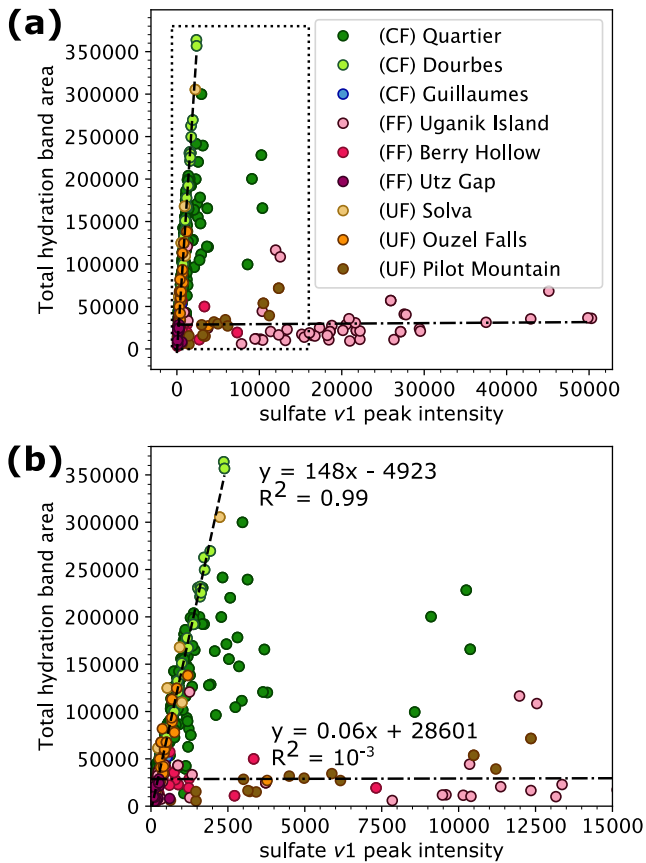 (a)
Total hydration band area
350000
300000
250000
200000
150000
100000
50000
0
(CF) Quartier
(CF) Dourbes
(CF) Guillaumes
(FF) Uganik Island
(FF) Berry Hollow
(FF) Utz Gap
(UF) Solva
(UF) Ouzel Falls
(UF) Pilot Mountain
0 10000 20000 30000 40000 50000
sulfate v1 peak intensity
(b)
Total hydration band area
350000
300000
250000
200000
150000
100000
50000
0
y = 148x - 4923
R² = 0.99
y = 0.06x + 28601
R² = 10⁻³
0 2500 5000 7500 10000 12500 15000
sulfate v1 peak intensity